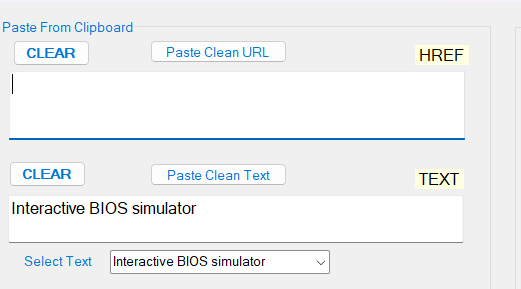 Paste From Clipboard
CLEAR Paste Clean URL HREF
CLEAR Paste Clean Text TEXT
Interactive BIOS simulator
Select Text Interactive BIOS simulator